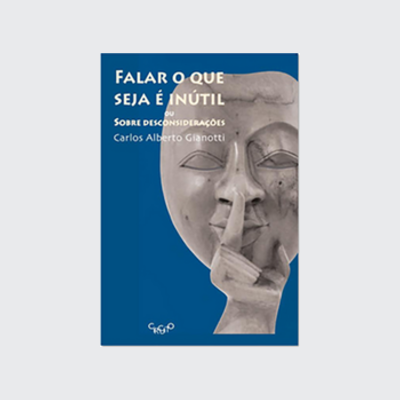 FALAR O QUE
SEJA É INÚTIL
OU
SOBRE DESCONSIDERAÇÕES
Carlos Alberto Gianotti